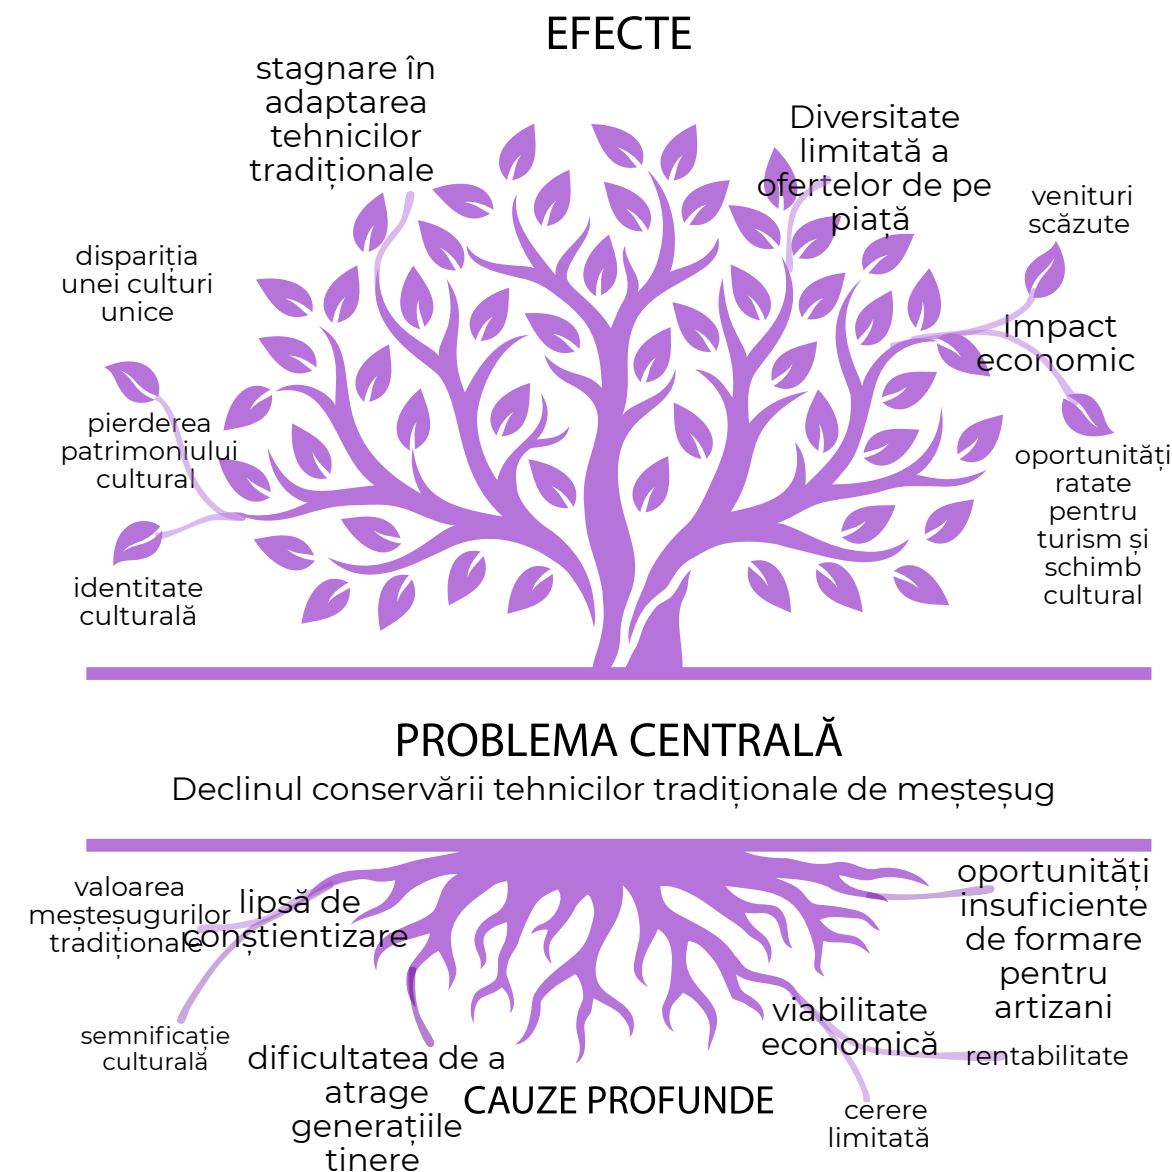 EFECTE
stagnare în
adaptarea
tehnicilor
tradiționale
Diversitate
limitată a
ofertelor de pe
piață
venituri
scăzute
dispariția
unei culturi
unice
Impact
economic
pierderea
patrimoniului
cultural
oportunități
ratate
pentru
turism și
schimb
cultural
identitate
culturală
PROBLEMA CENTRALĂ
Declinul conservării tehnicilor tradiționale de meșteșug
valoarea
meșteșugurilor
tradiționale
lipsă de
conștientizare
oportunități
insuficiente
de formare
pentru
artizani
semnificație
culturală
dificultatea de a
atrage
generațiile
tinere
viabilitate
economică
rentabilitate
CAUZE PROFUNDE
cerere
limitată